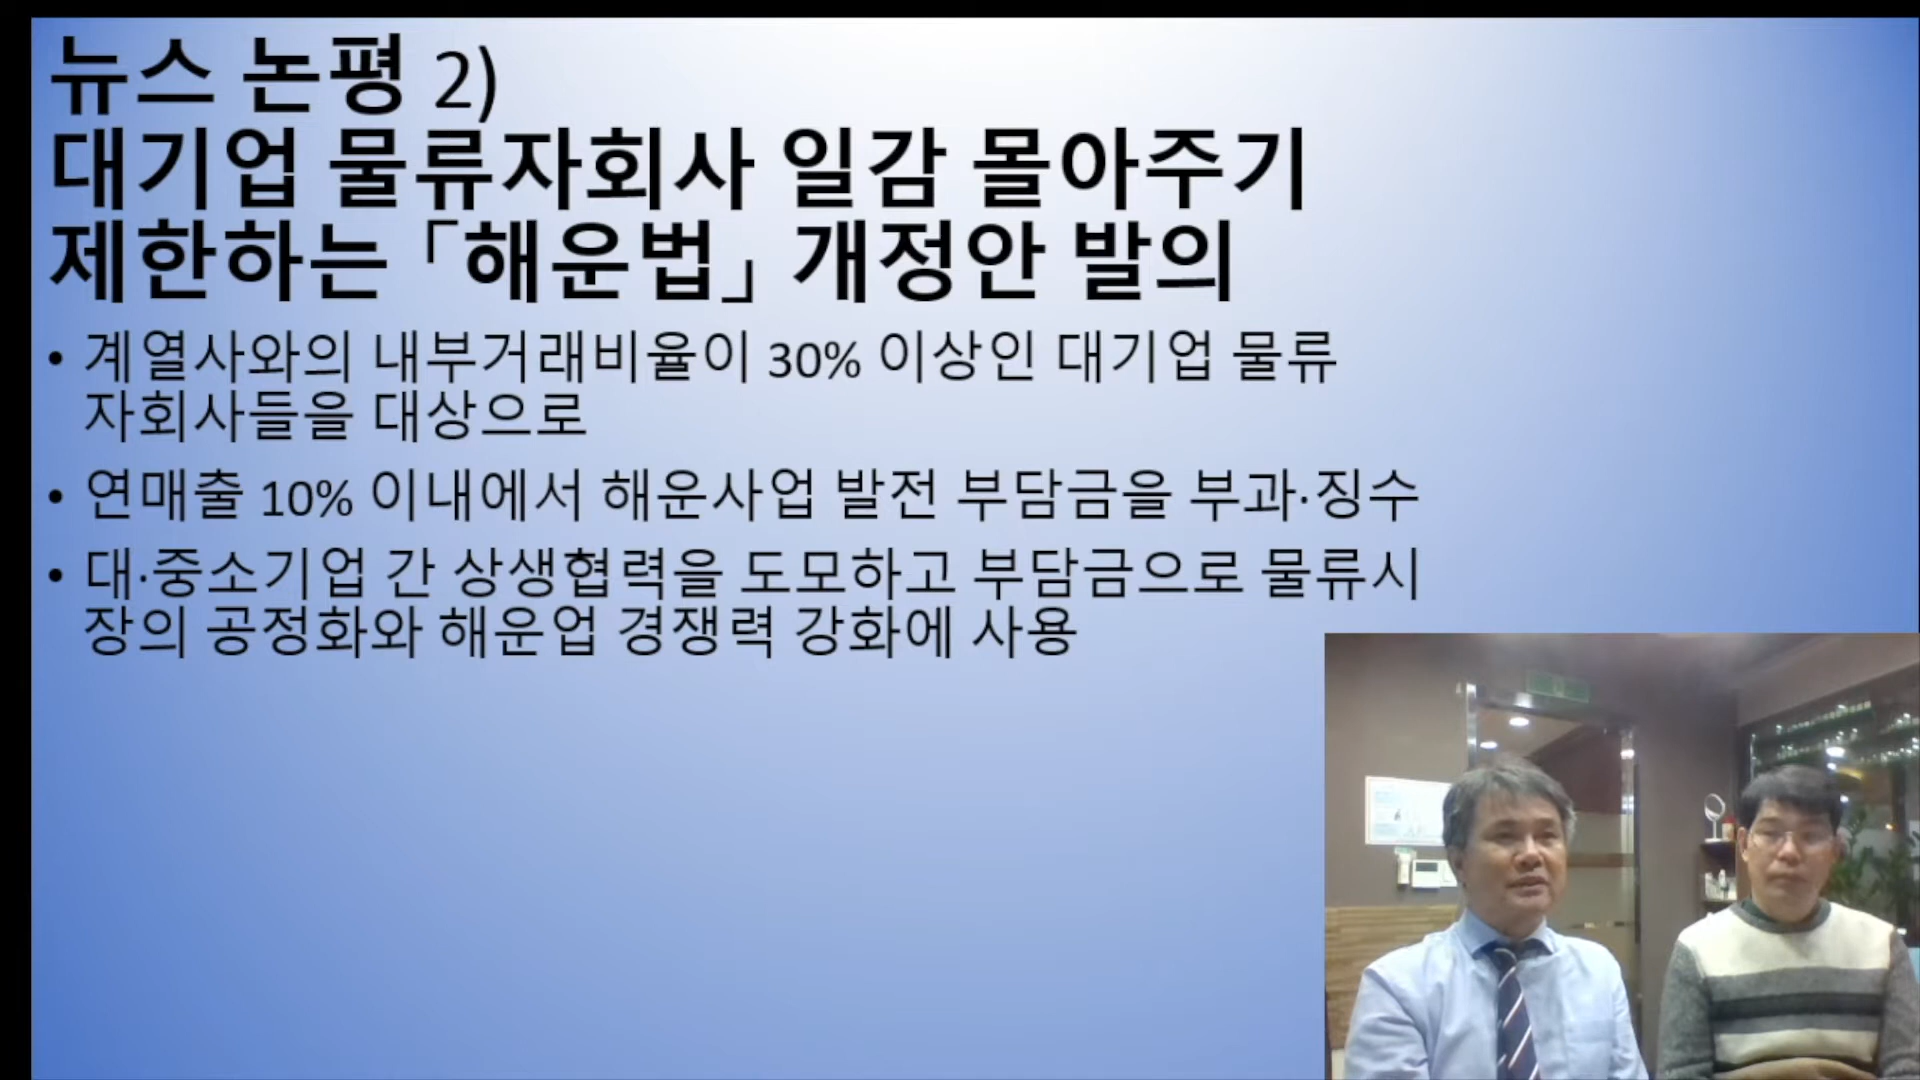 뉴스 논평 2)
대기업 물류자회사 일감 몰아주기
제한하는 「해운법」 개정안 발의
• 계열사와의 내부거래비율이 30% 이상인 대기업 물류
자회사들을 대상으로
• 연매출 10% 이내에서 해운사업 발전 부담금을 부과·징수
• 대·중소기업 간 상생협력을 도모하고 부담금으로 물류시
장의 공정화와 해운업 경쟁력 강화에 사용